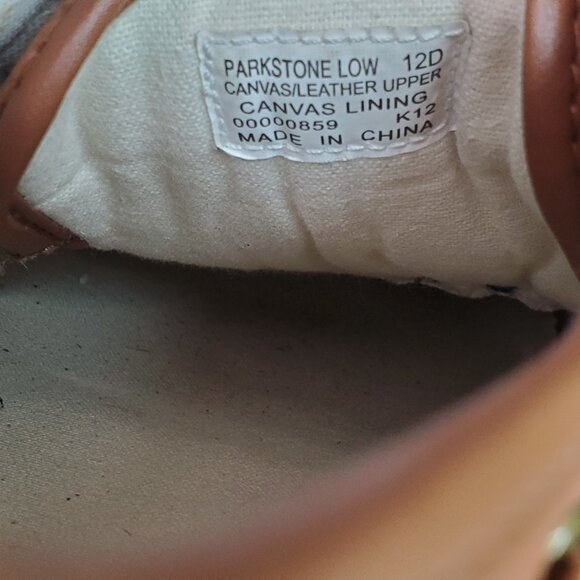 PARKSTONE LOW 12D
CANVAS/LEATHER UPPER
CANVAS LINING
00000859 K12
MADE IN CHINA